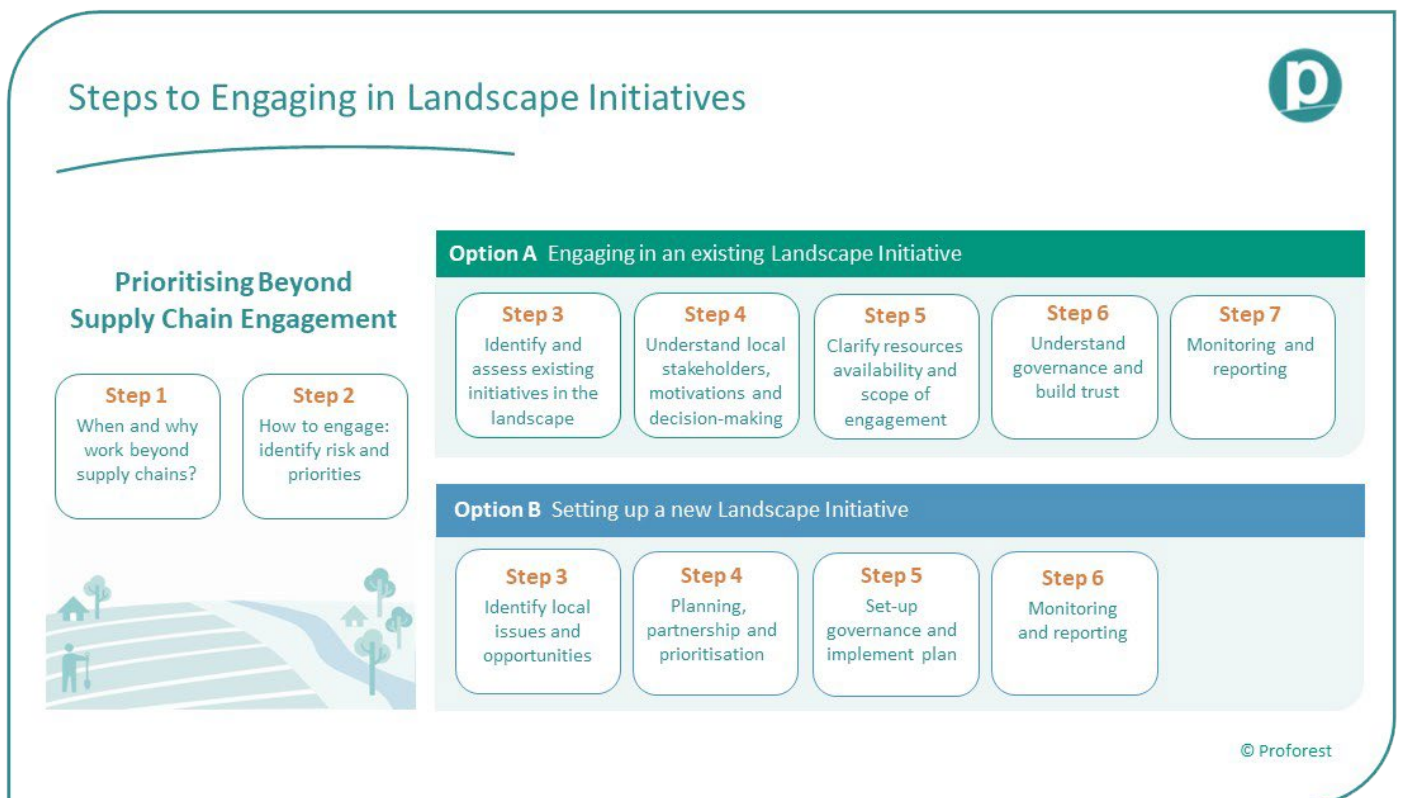 Steps to Engaging in Landscape Initiatives
p
Prioritising Beyond
Supply Chain Engagement
Step 1
When and why
work beyond
supply chains?
Step 2
How to engage:
identify risk and
priorities
Option A Engaging in an existing Landscape Initiative
Step 3
Identify and
assess existing
initiatives in the
landscape
Step 4
Understand local
stakeholders,
motivations and
decision-making
Step 5
Clarify resources
availability and
scope of
engagement
Step 6
Understand
governance and
build trust
Step 7
Monitoring and
reporting
Option B Setting up a new Landscape Initiative
Step 3
Identify local
issues and
opportunities
Step 4
Planning,
partnership and
prioritisation
Step 5
Set-up
governance and
implement plan
Step 6
Monitoring
and reporting
© Proforest